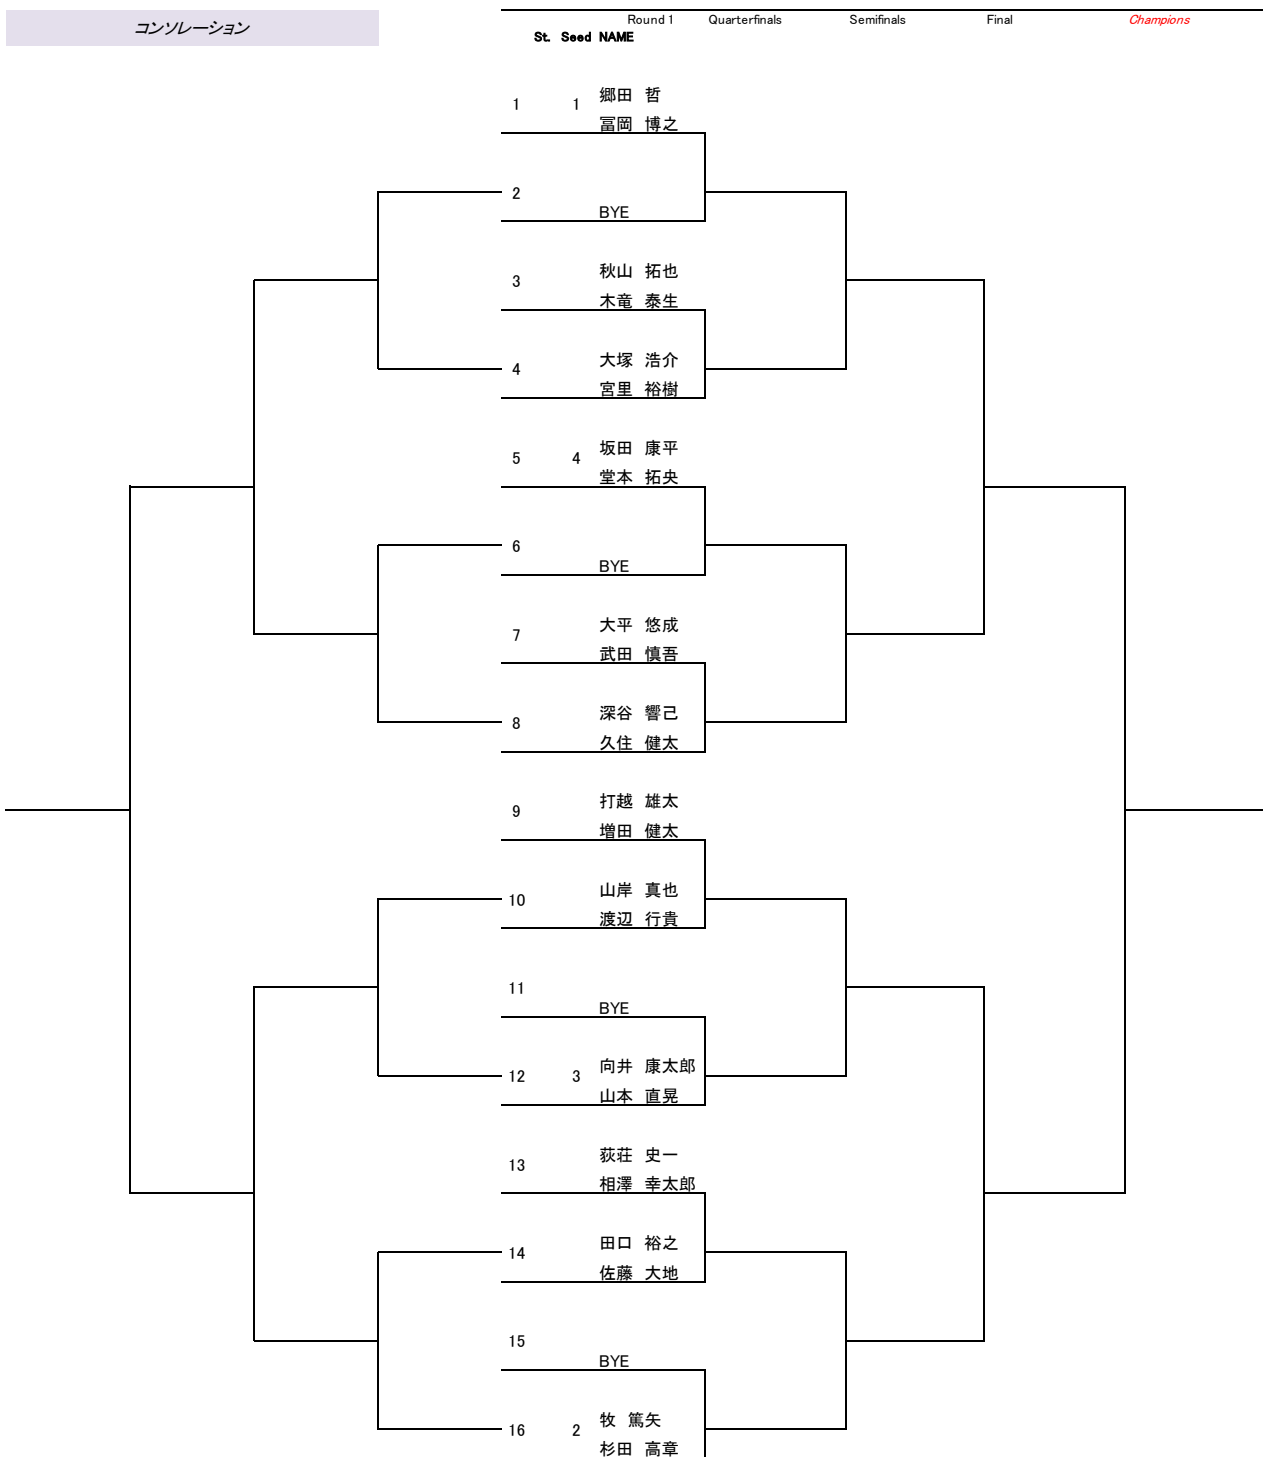 コンソレーション
Round 1 Quarterfinals Semifinals Final Champions
St. Seed NAME
1 1 郷田 哲
冨岡 博之
2
BYE
3 秋山 拓也
木竜 泰生
4 大塚 浩介
宮里 裕樹
5 4 坂田 康平
堂本 拓央
6
BYE
7 大平 悠成
武田 慎吾
8 深谷 響己
久住 健太
9 打越 雄太
増田 健太
10 山岸 真也
渡辺 行貴
11
BYE
12 3 向井 康太郎
山本 直晃
13 荻荘 史一
相澤 幸太郎
14 田口 裕之
佐藤 大地
15
BYE
16 2 牧 篤矢
杉田 高章